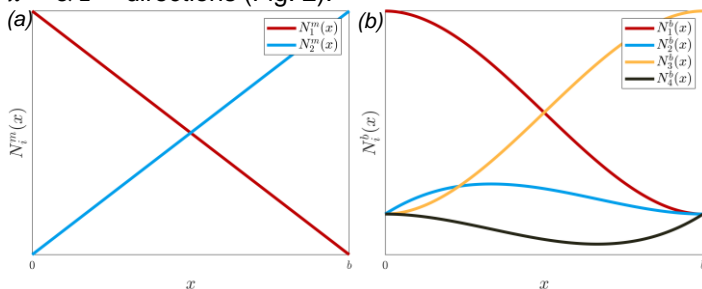 (a)
N_1^m(x)
N_2^m(x)
N_i^m(x)
0
b
x
(b)
N_1^b(x)
N_2^b(x)
N_3^b(x)
N_4^b(x)
N_i^b(x)
0
x